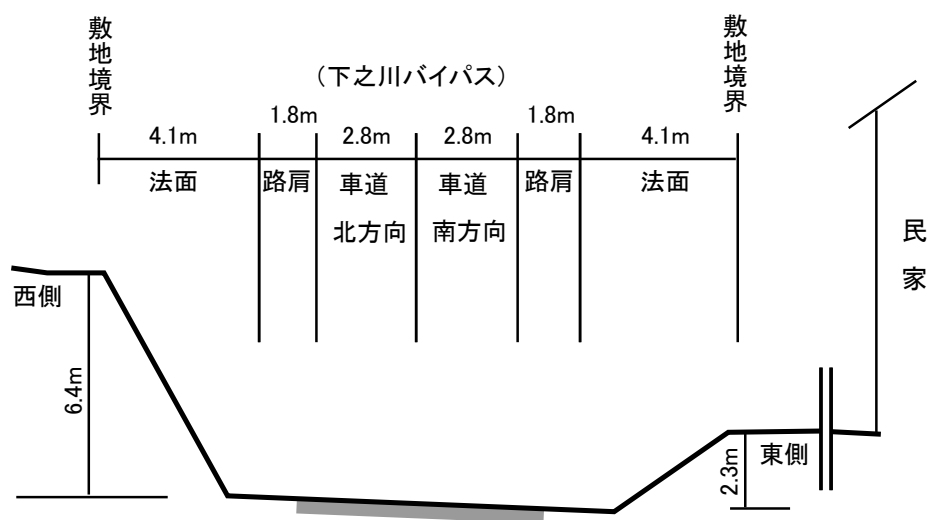 敷地境界
(下之川バイパス)
敷地境界
4.1m
1.8m
2.8m
2.8m
1.8m
4.1m
法面
路肩
車道
北方向
車道
南方向
路肩
法面
民家
西側
6.4m
東側
2.3m